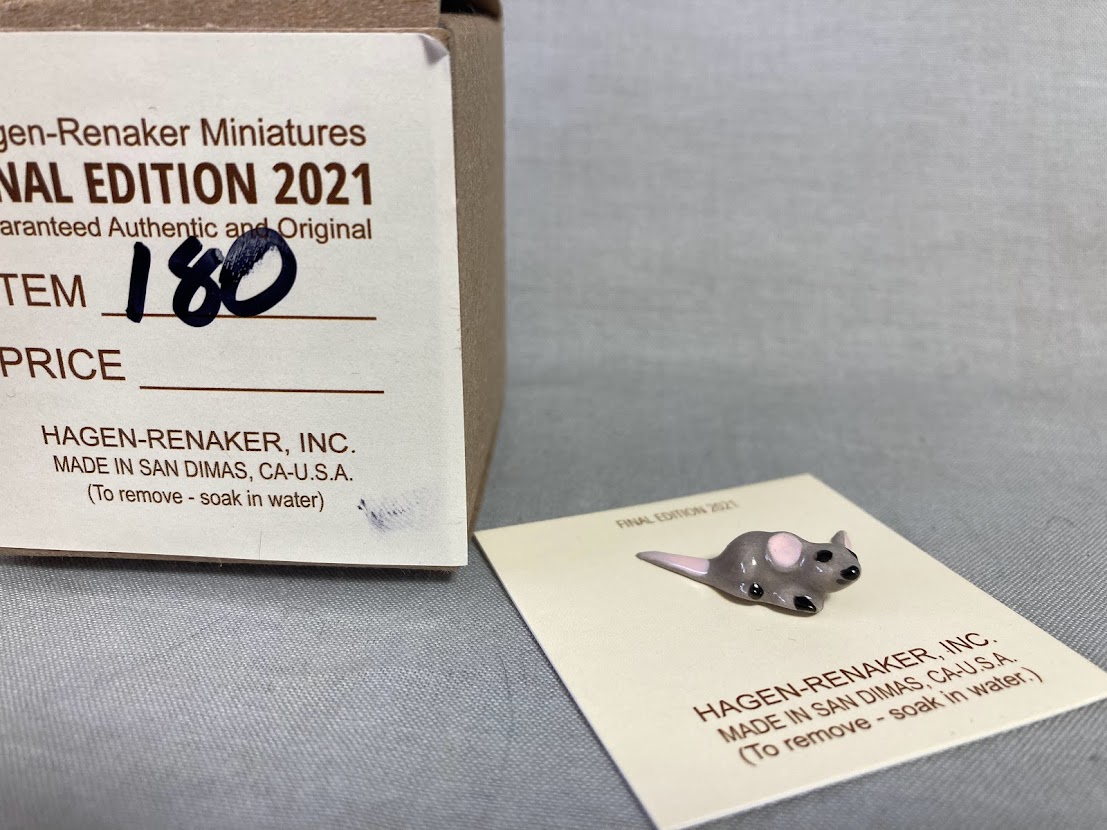 gen-Renaker Miniatures
NAL EDITION 2021
aranteed Authentic and Original
TEM 180
PRICE
HAGEN-RENAKER, INC.
MADE IN SAN DIMAS, CA-U.S.A.
(To remove - soak in water)
FINAL EDITION 2021
HAGEN-RENAKER, INC.
MADE IN SAN DIMAS, CA-U.S.A.
(To remove - soak in water.)